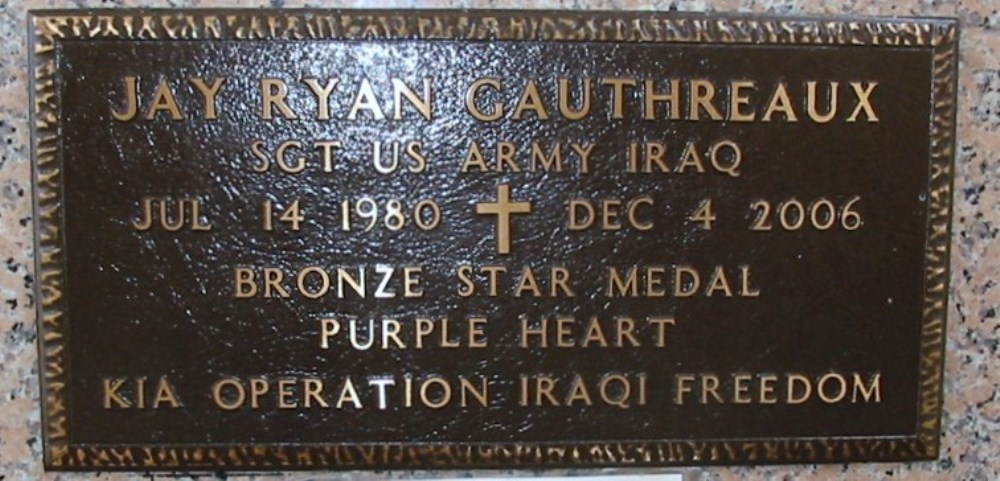 JAY RYAN GAUTHREAUX
SGT US ARMY IRAQ
JUL 14 1980 DEC 4 2006
BRONZE STAR MEDAL
PURPLE HEART
KIA OPERATION IRAQI FREEDOM